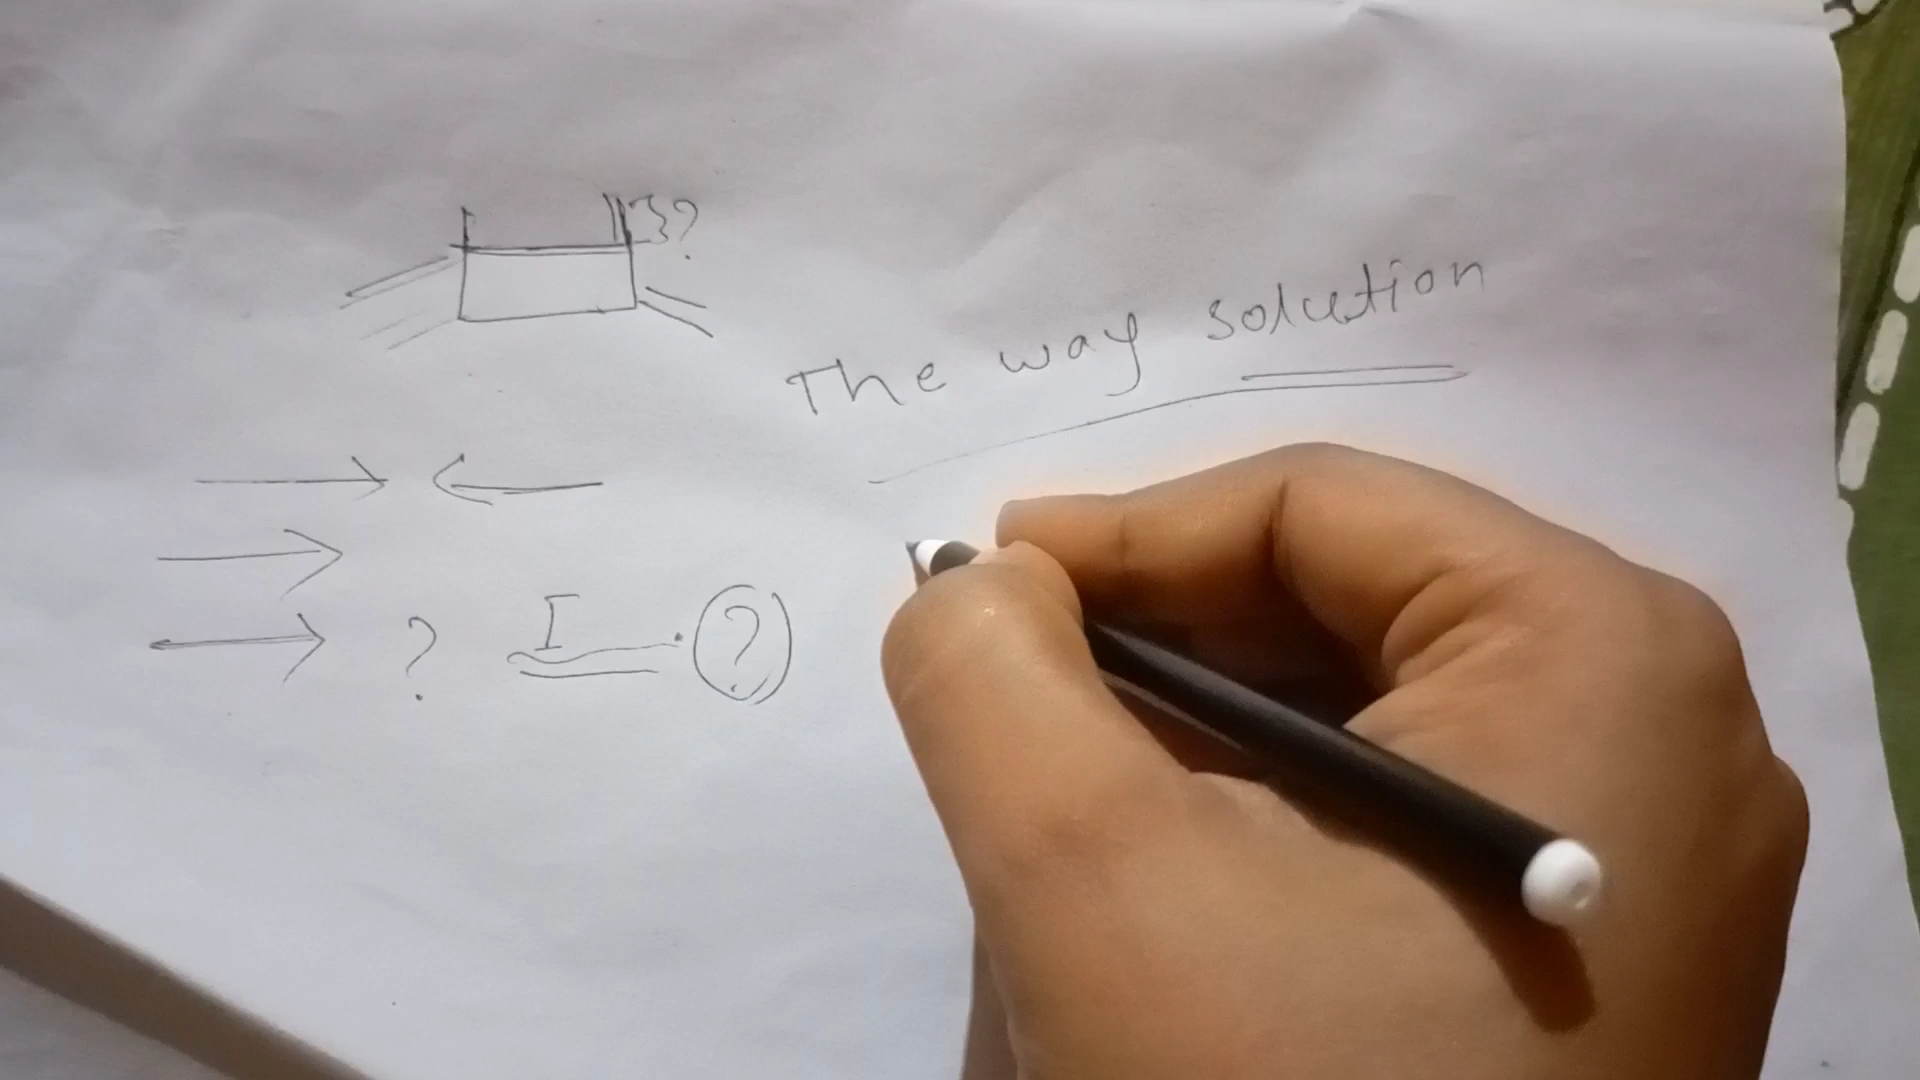 }?
The way solution
? I . ?